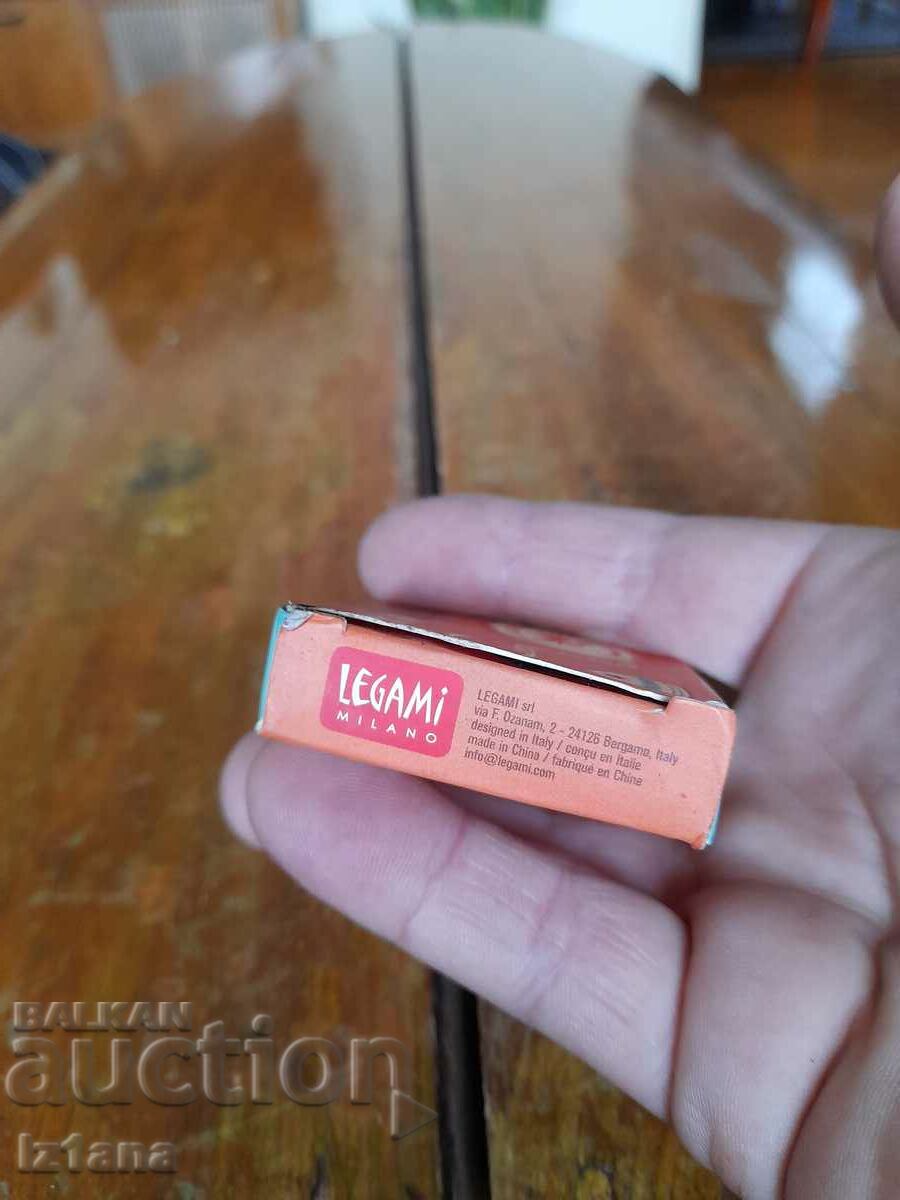 LEGAMi
MILANO
LEGAMI srl
via F. Ozanam, 2 - 24126 Bergamo, Italy
designed in Italy / conçu en Italie
made in China / fabriqué en Chine
info@legami.com
BALKAN
auction
Iz1ana